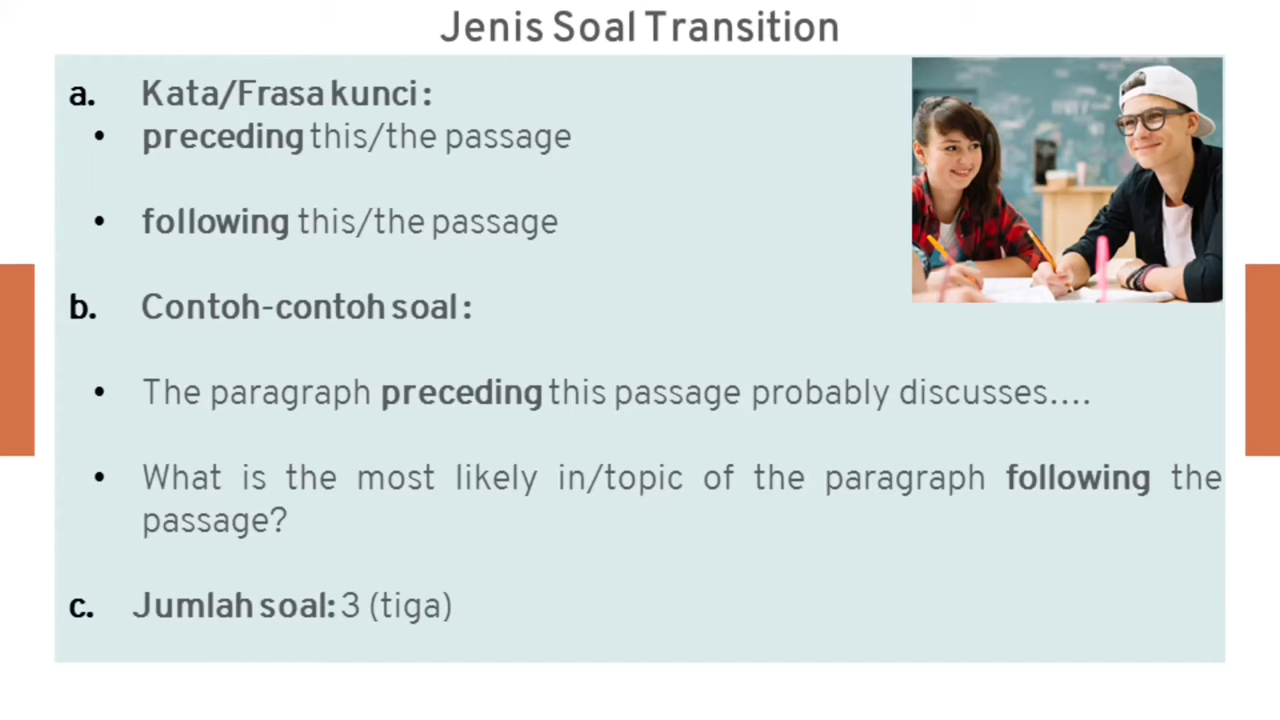 Jenis Soal Transition
a. Kata/Frasa kunci :
• preceding this/the passage
• following this/the passage
b. Contoh-contoh soal :
• The paragraph preceding this passage probably discusses....
• What is the most likely in/topic of the paragraph following the
passage?
c. Jumlah soal: 3 (tiga)